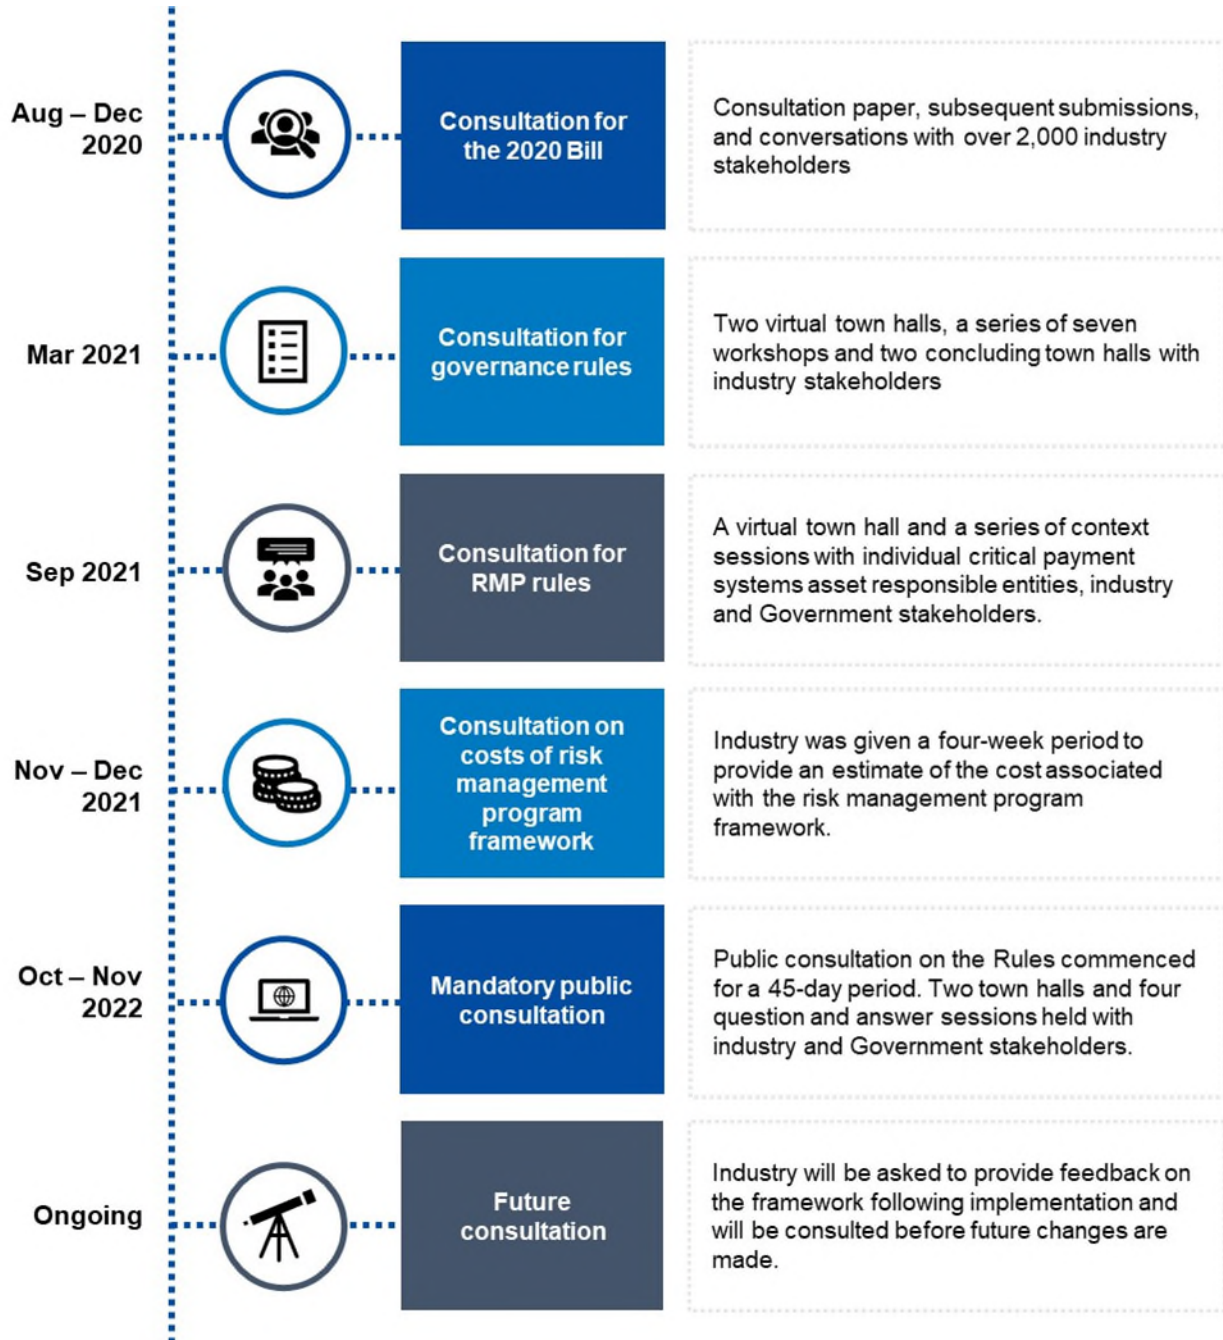 Aug – Dec
2020
Consultation for
the 2020 Bill
Consultation paper, subsequent submissions,
and conversations with over 2,000 industry
stakeholders
Mar 2021
Consultation for
governance rules
Two virtual town halls, a series of seven
workshops and two concluding town halls with
industry stakeholders
Sep 2021
Consultation for
RMP rules
A virtual town hall and a series of context
sessions with individual critical payment
systems asset responsible entities, industry
and Government stakeholders.
Nov – Dec
2021
Consultation on
costs of risk
management
program
framework
Industry was given a four-week period to
provide an estimate of the cost associated
with the risk management program
framework.
Oct – Nov
2022
Mandatory public
consultation
Public consultation on the Rules commenced
for a 45-day period. Two town halls and four
question and answer sessions held with
industry and Government stakeholders.
Ongoing
Future
consultation
Industry will be asked to provide feedback on
the framework following implementation and
will be consulted before future changes are
made.